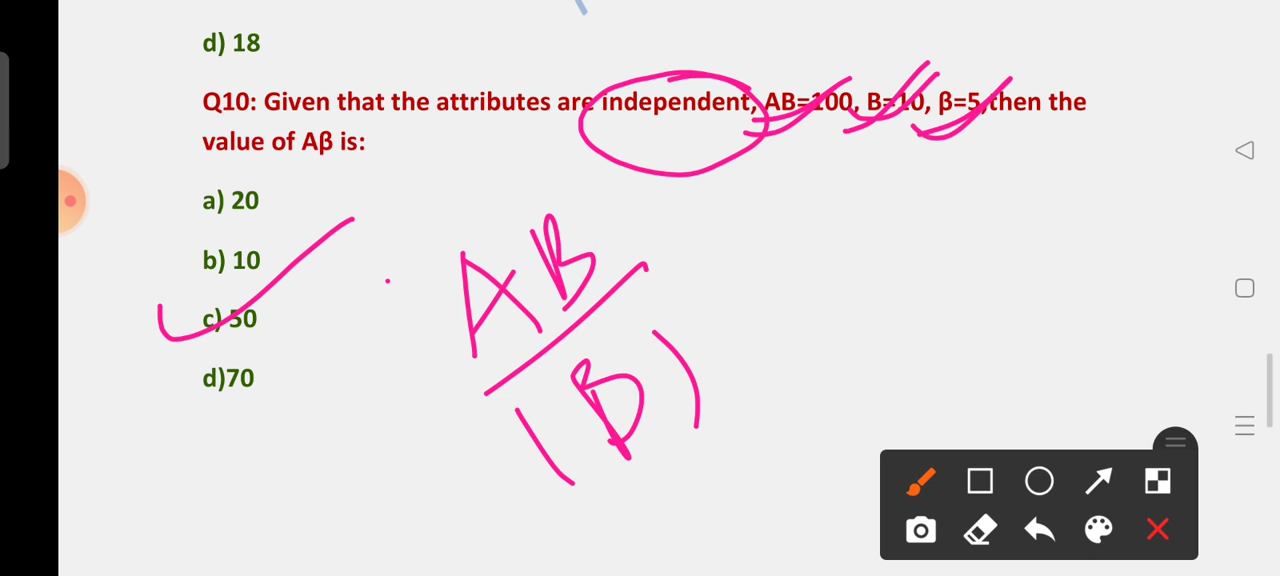 d) 18
Q10: Given that the attributes are independent, AB=100, B=10, β=5,then the
value of Aβ is:
a) 20
b) 10
c) 50
d)70
AB
(B)